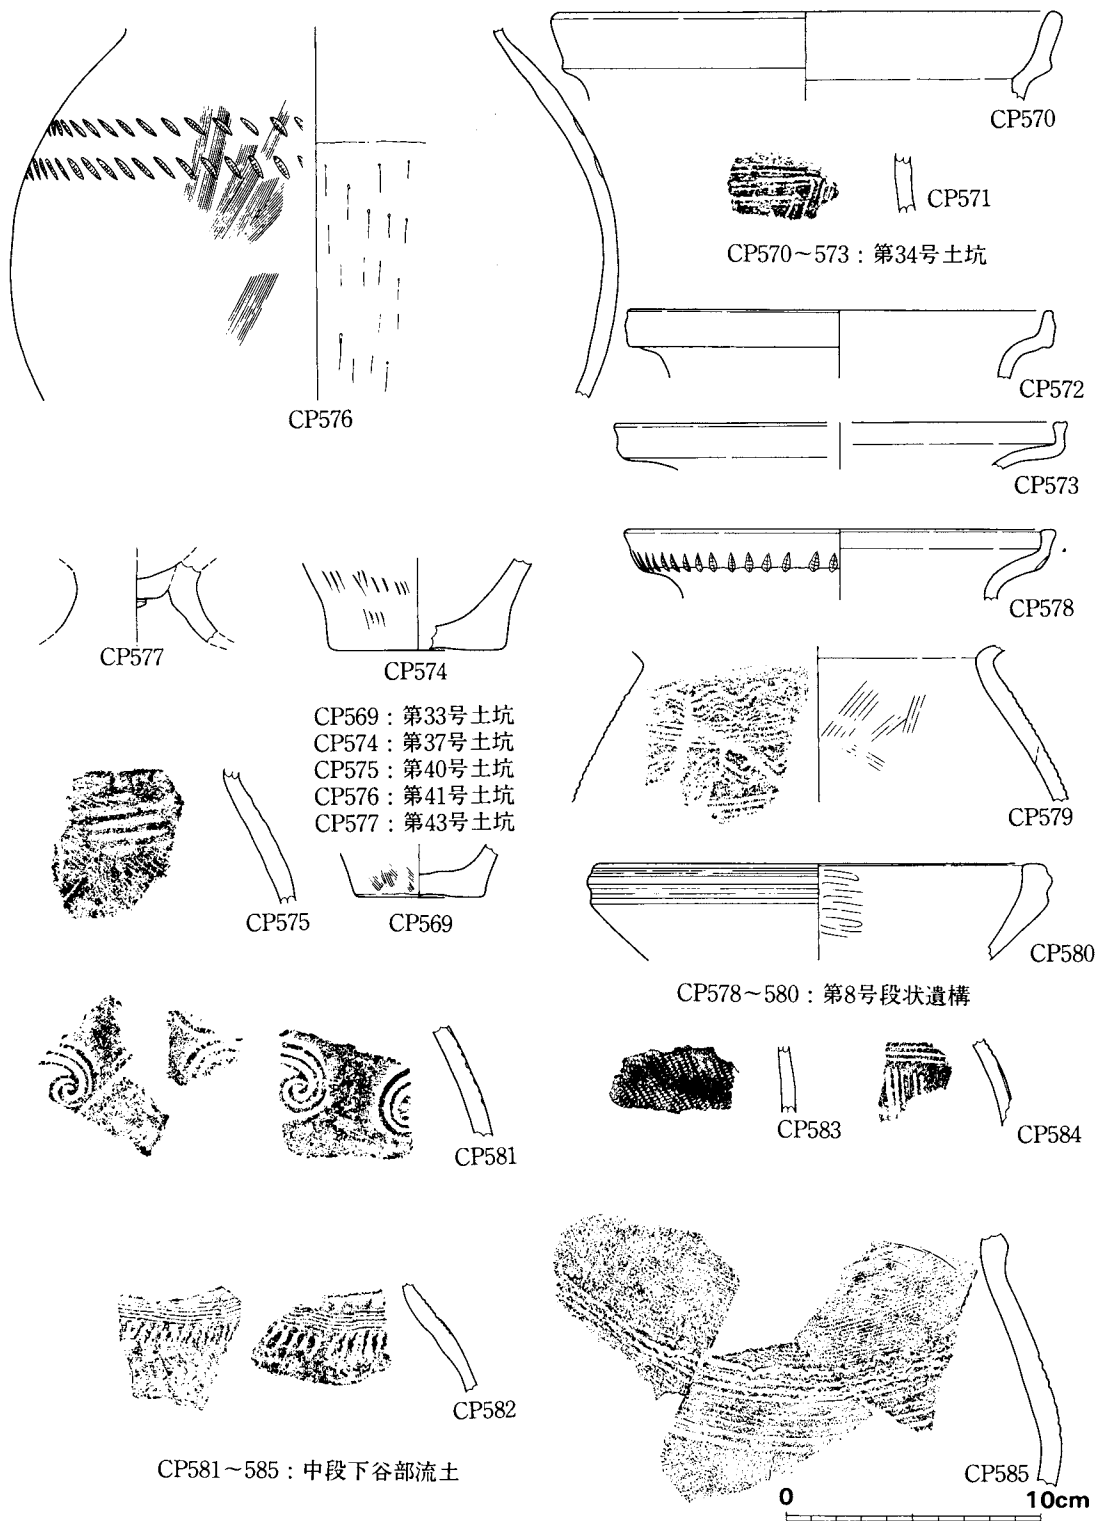 CP570
CP571
CP570～573：第34号土坑
CP576
CP572
CP573
CP578
CP577
CP574
CP569：第33号土坑
CP574：第37号土坑
CP575：第40号土坑
CP576：第41号土坑
CP577：第43号土坑
CP579
CP575
CP569
CP580
CP578～580：第8号段状遺構
CP581
CP583
CP584
CP582
CP581～585：中段下谷部流土
CP585
0 10cm